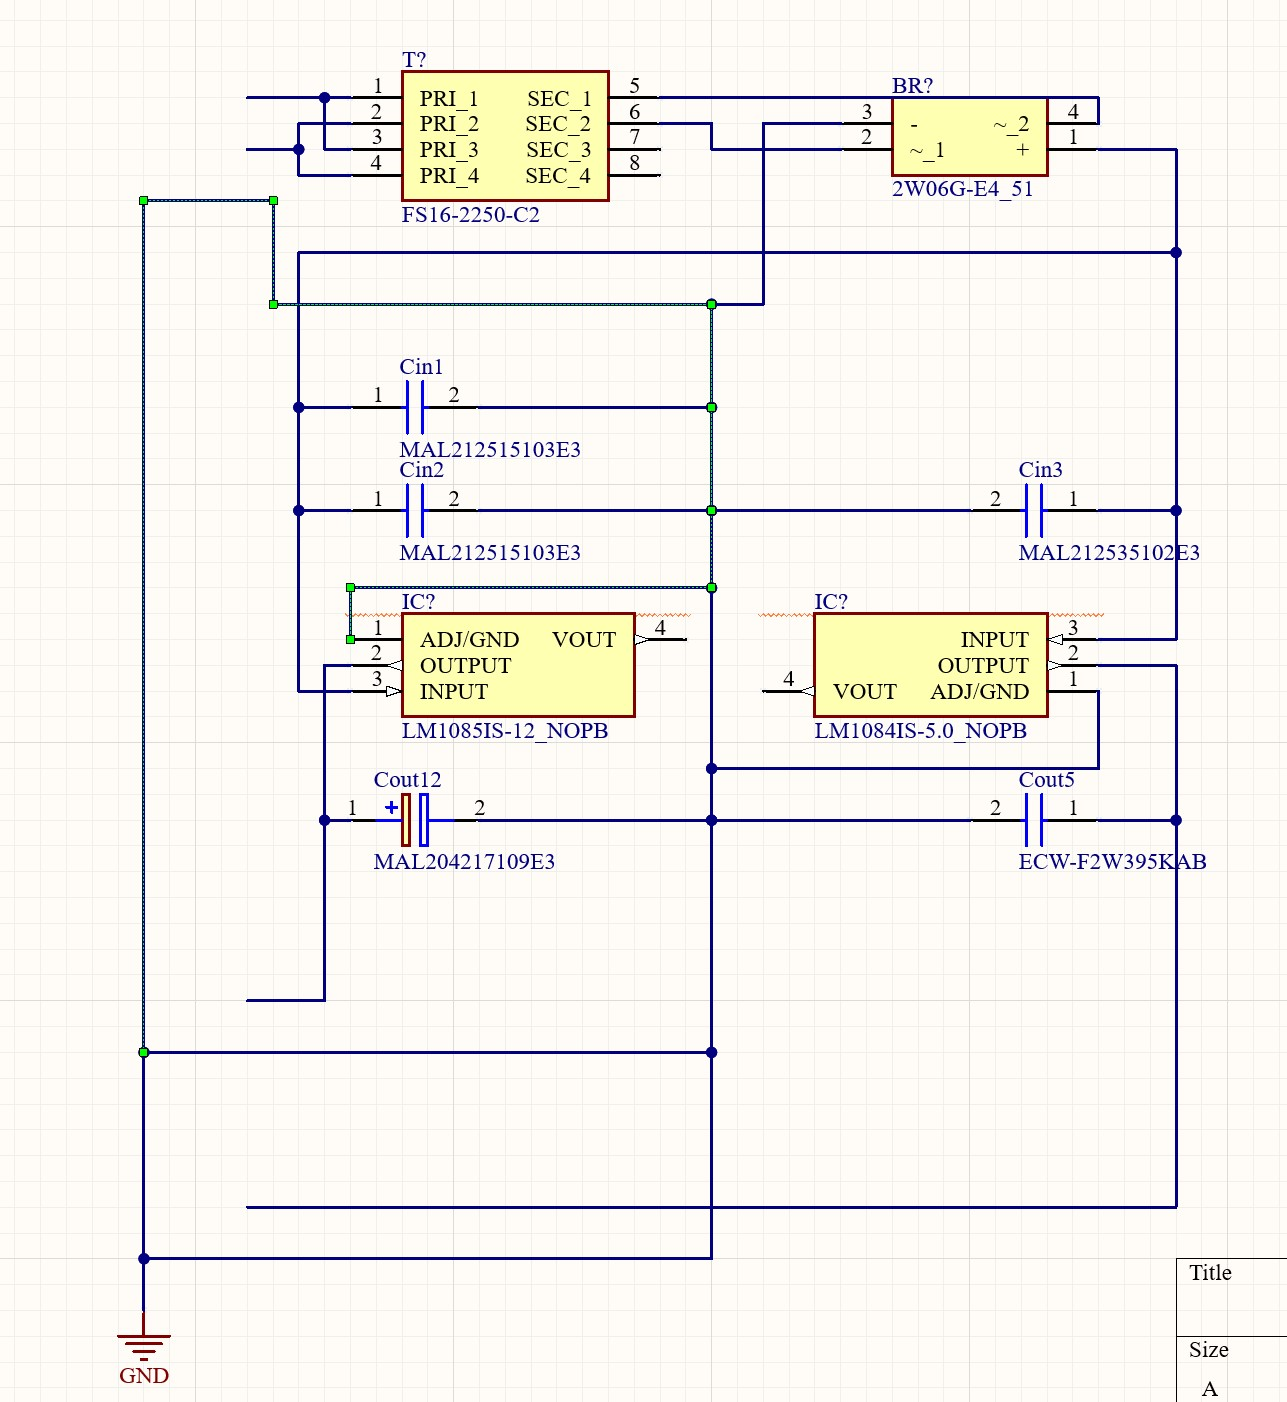 T?
1 PRI_1 SEC_1 5
2 PRI_2 SEC_2 6
3 PRI_3 SEC_3 7
4 PRI_4 SEC_4 8
FS16-2250-C2
BR?
3 - ~_2 4
2 ~_1 + 1
2W06G-E4_51
Cin1
1 2
MAL212515103E3
Cin2
1 2
MAL212515103E3
Cin3
2 1
MAL212535102E3
IC?
1 ADJ/GND VOUT 4
2 OUTPUT
3 INPUT
LM1085IS-12_NOPB
IC?
INPUT 3
OUTPUT 2
4 VOUT ADJ/GND 1
LM1084IS-5.0_NOPB
Cout12
1 + 2
MAL204217109E3
Cout5
2 1
ECW-F2W395KAB
GND
Title
Size
A